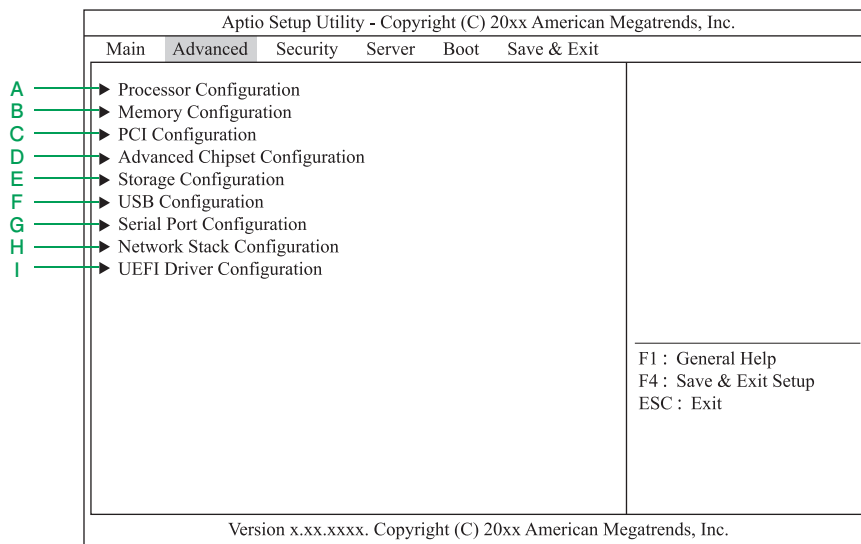 Aptio Setup Utility - Copyright (C) 20xx American Megatrends, Inc.
Main Advanced Security Server Boot Save & Exit
A ▶ Processor Configuration
B ▶ Memory Configuration
C ▶ PCI Configuration
D ▶ Advanced Chipset Configuration
E ▶ Storage Configuration
F ▶ USB Configuration
G ▶ Serial Port Configuration
H ▶ Network Stack Configuration
I ▶ UEFI Driver Configuration
F1 : General Help
F4 : Save & Exit Setup
ESC : Exit
Version x.xx.xxxx. Copyright (C) 20xx American Megatrends, Inc.